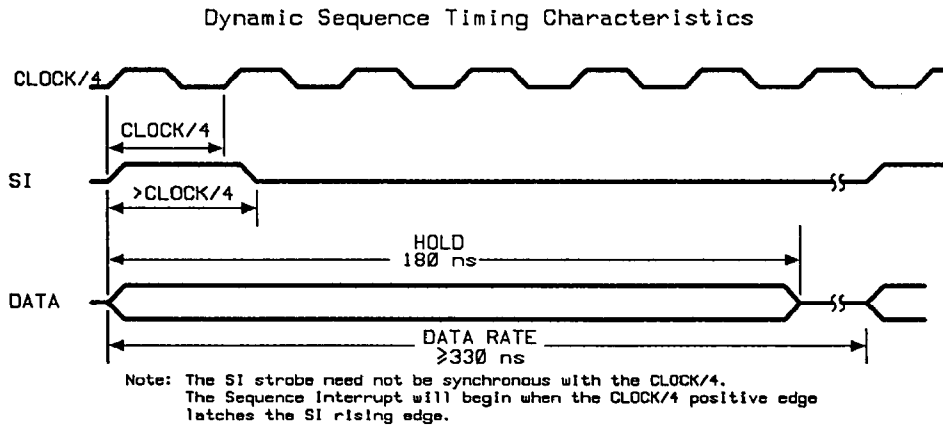 Dynamic Sequence Timing Characteristics
CLOCK/4
CLOCK/4
SI
>CLOCK/4
HOLD
180 ns
DATA
DATA RATE
≥330 ns
Note: The SI strobe need not be synchronous with the CLOCK/4.
The Sequence Interrupt will begin when the CLOCK/4 positive edge
latches the SI rising edge.